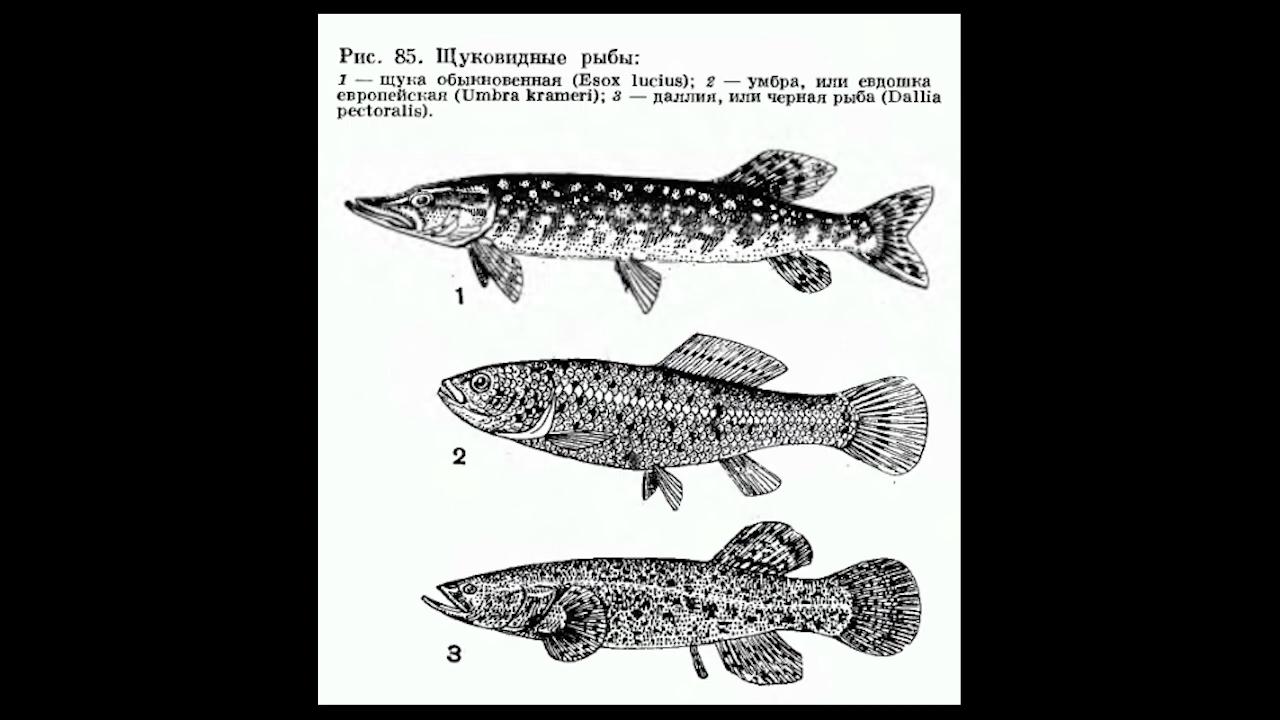 Рис. 85. Щуковидные рыбы:
1 — щука обыкновенная (Esox lucius); 2 — умбра, или евдошка
европейская (Umbra krameri); 3 — даллия, или черная рыба (Dallia
pectoralis).
1
2
3